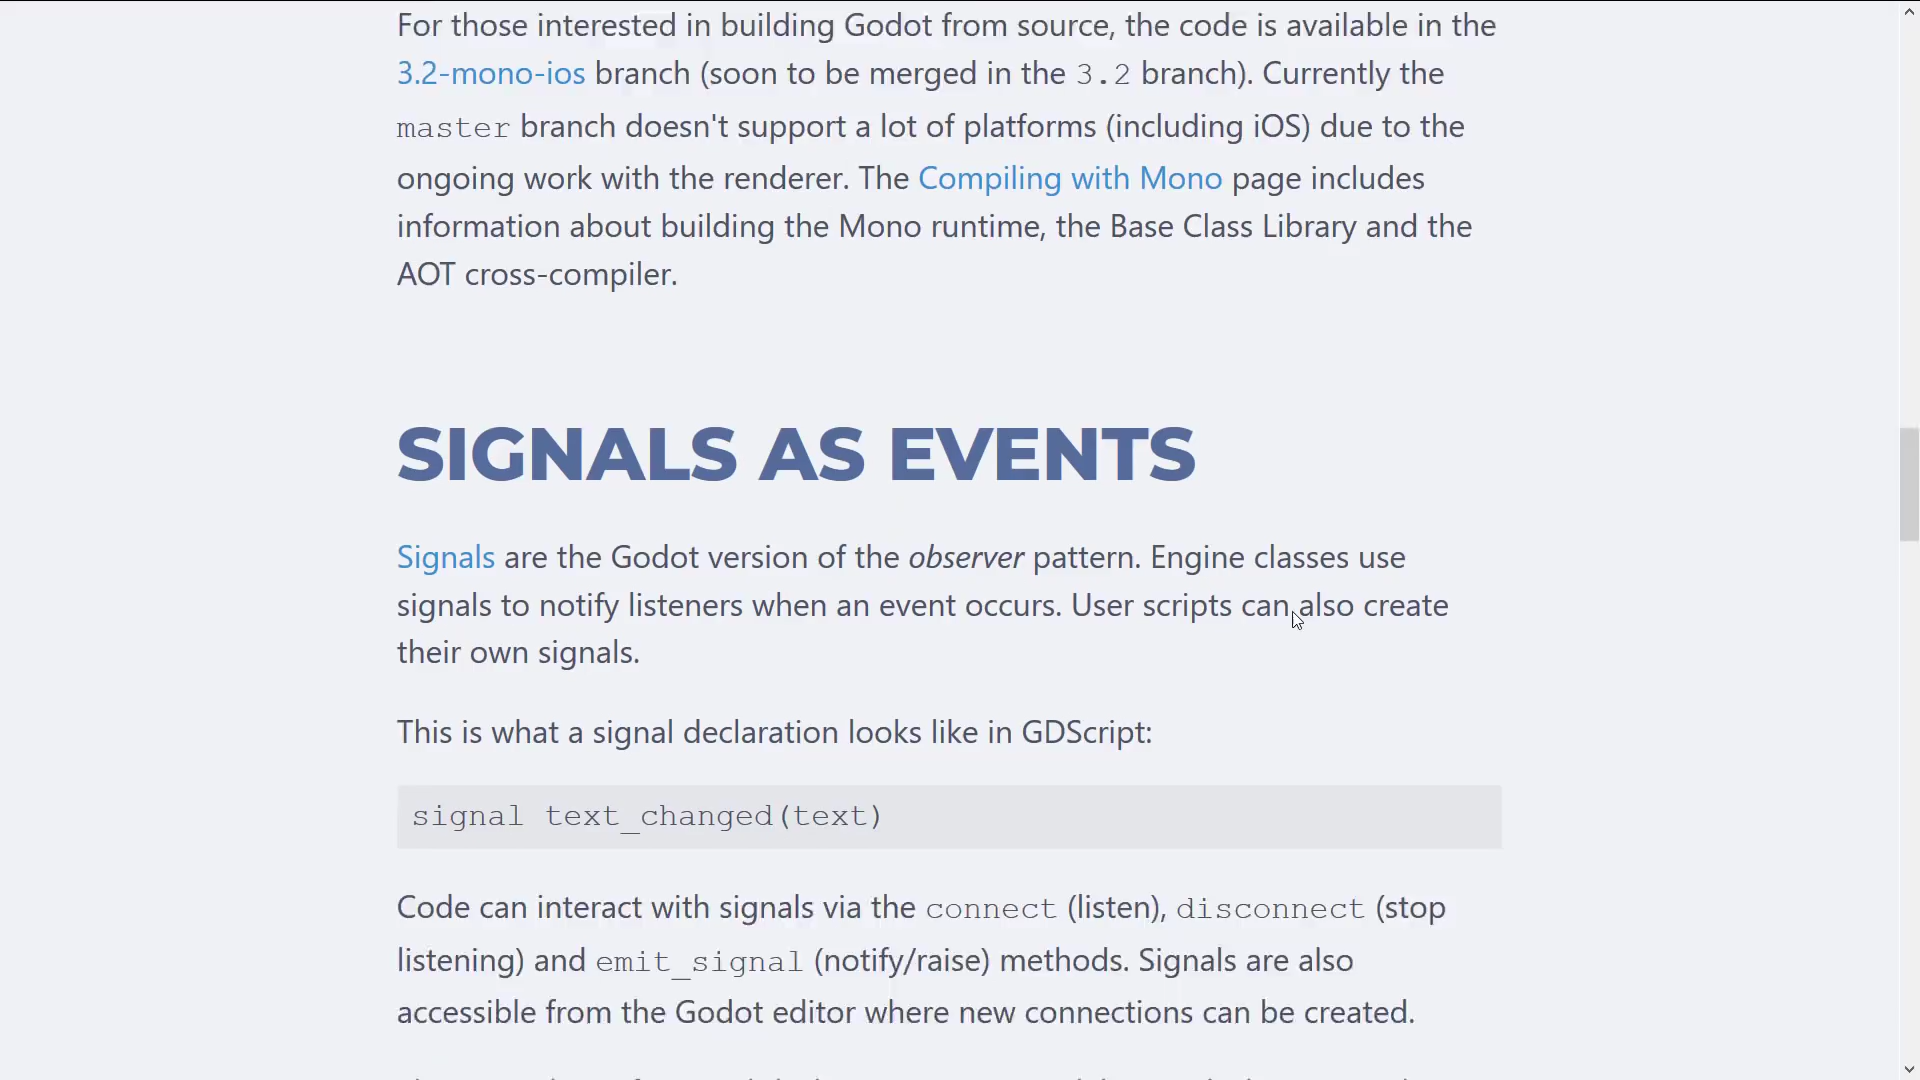 For those interested in building Godot from source, the code is available in the
3.2-mono-ios branch (soon to be merged in the 3.2 branch). Currently the
master branch doesn't support a lot of platforms (including iOS) due to the
ongoing work with the renderer. The Compiling with Mono page includes
information about building the Mono runtime, the Base Class Library and the
AOT cross-compiler.
SIGNALS AS EVENTS
Signals are the Godot version of the observer pattern. Engine classes use
signals to notify listeners when an event occurs. User scripts can also create
their own signals.
This is what a signal declaration looks like in GDScript:
signal text_changed(text)
Code can interact with signals via the connect (listen), disconnect (stop
listening) and emit_signal (notify/raise) methods. Signals are also
accessible from the Godot editor where new connections can be created.